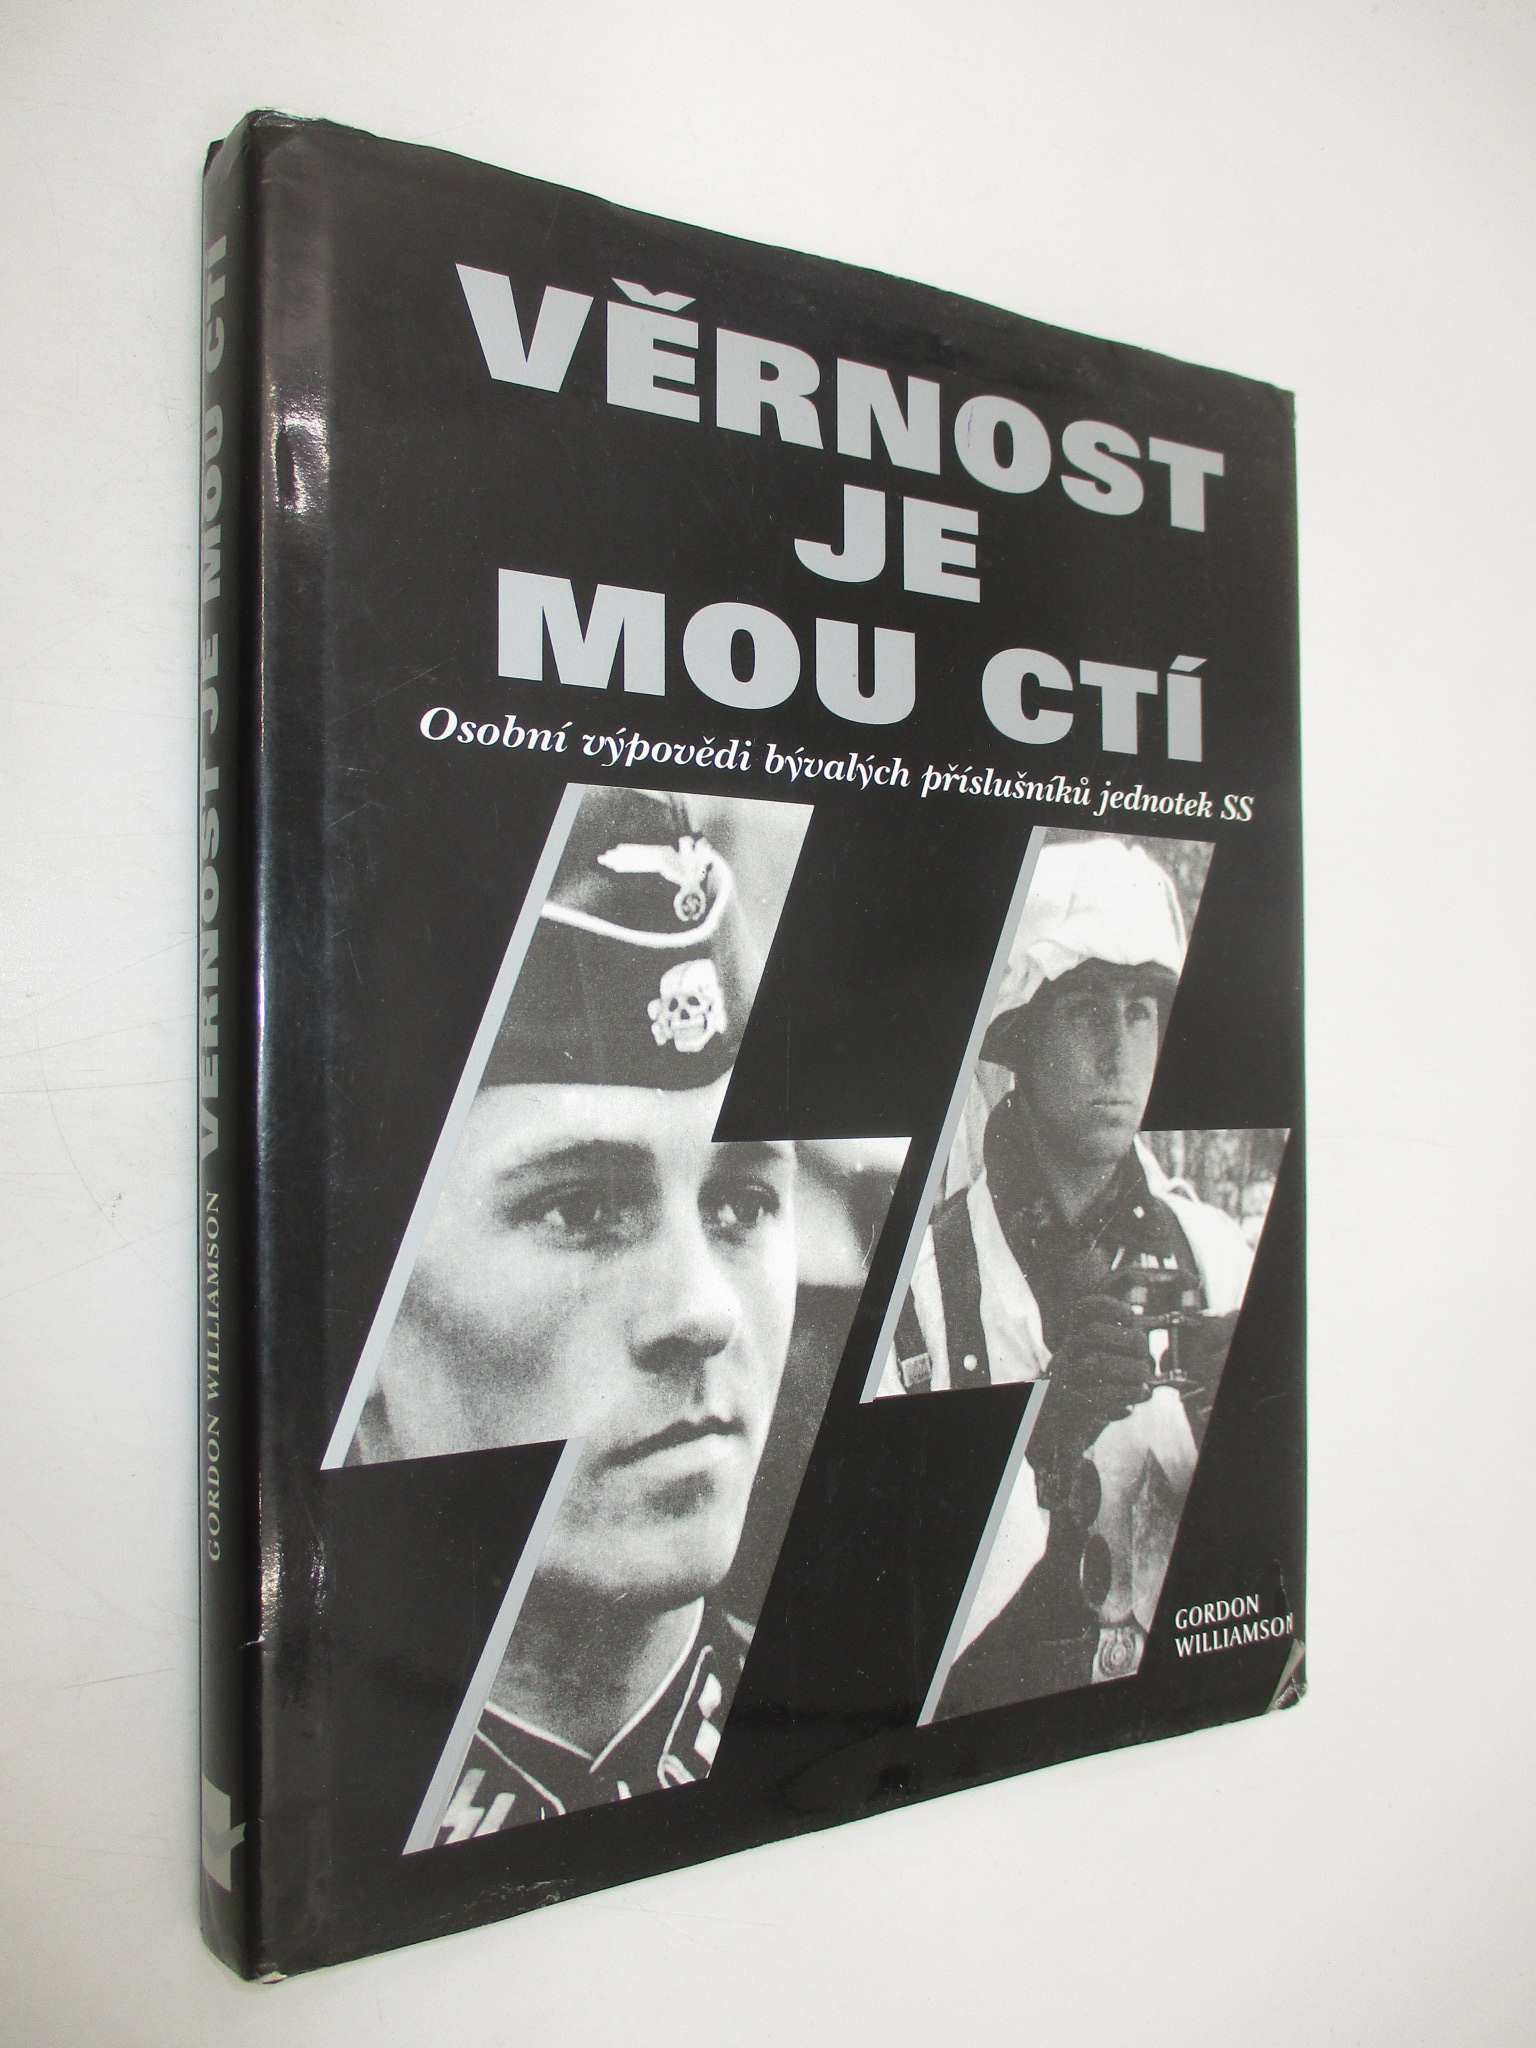 VĚRNOST
JE
MOU CTÍ
Osobní výpovědi bývalých příslušníků jednotek SS
GORDON
WILLIAMSON
GORDON WILLIAMSON VĚRNOST JE MOU CTÍ